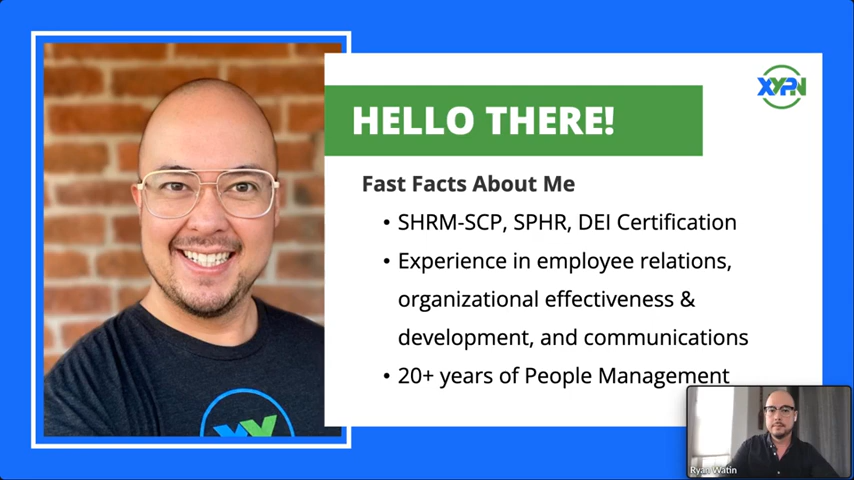 XYPN
HELLO THERE!
Fast Facts About Me
• SHRM-SCP, SPHR, DEI Certification
• Experience in employee relations,
organizational effectiveness &
development, and communications
• 20+ years of People Management
XY
Ryan Watin